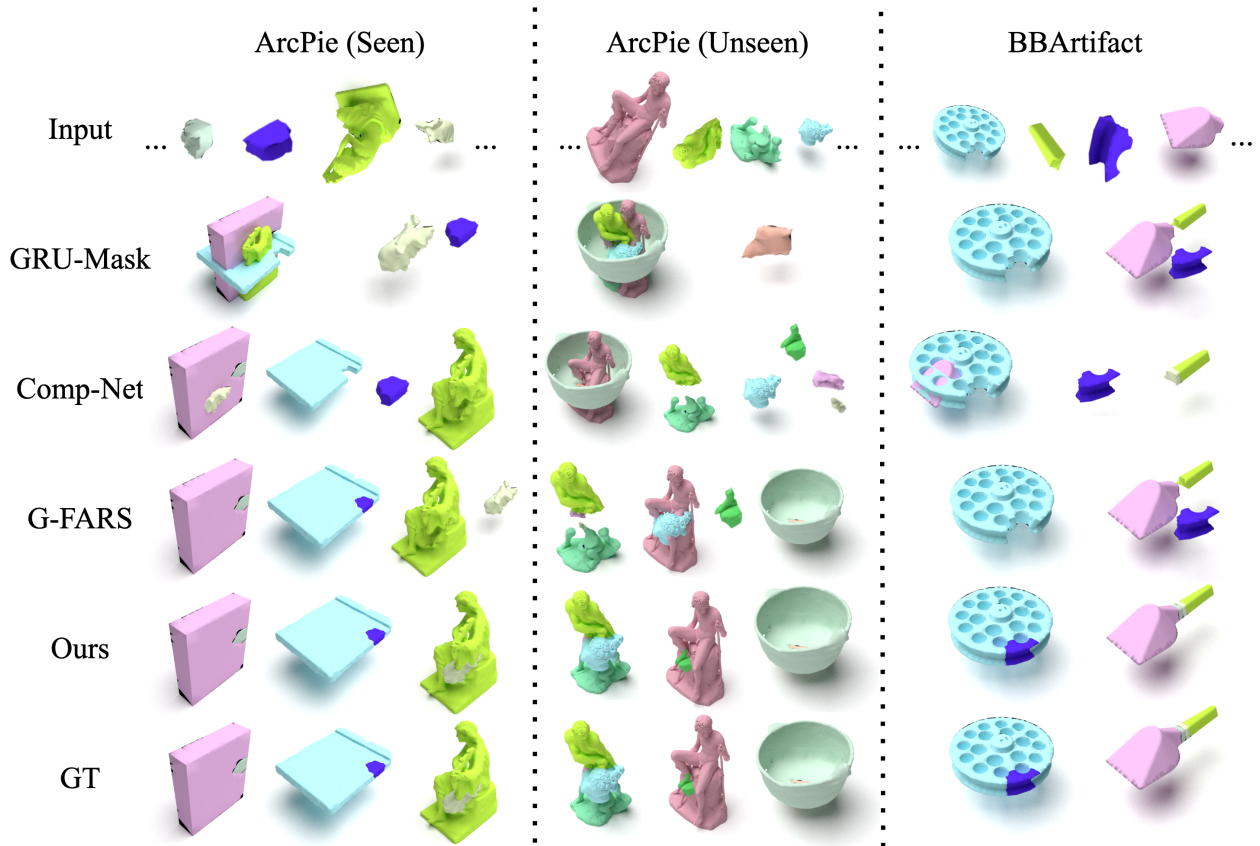 ArcPie (Seen)
ArcPie (Unseen)
BBArtifact
Input
...
...
...
...
...
...
GRU-Mask
Comp-Net
G-FARS
Ours
GT